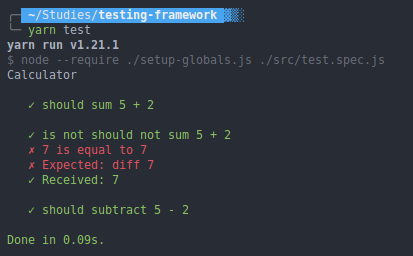 ~/Studies/testing-framework
yarn test
yarn run v1.21.1
$ node --require ./setup-globals.js ./src/test.spec.js
Calculator
✓ should sum 5 + 2
✓ is not should not sum 5 + 2
✗ 7 is equal to 7
✗ Expected: diff 7
✓ Received: 7
✓ should subtract 5 - 2
Done in 0.09s.